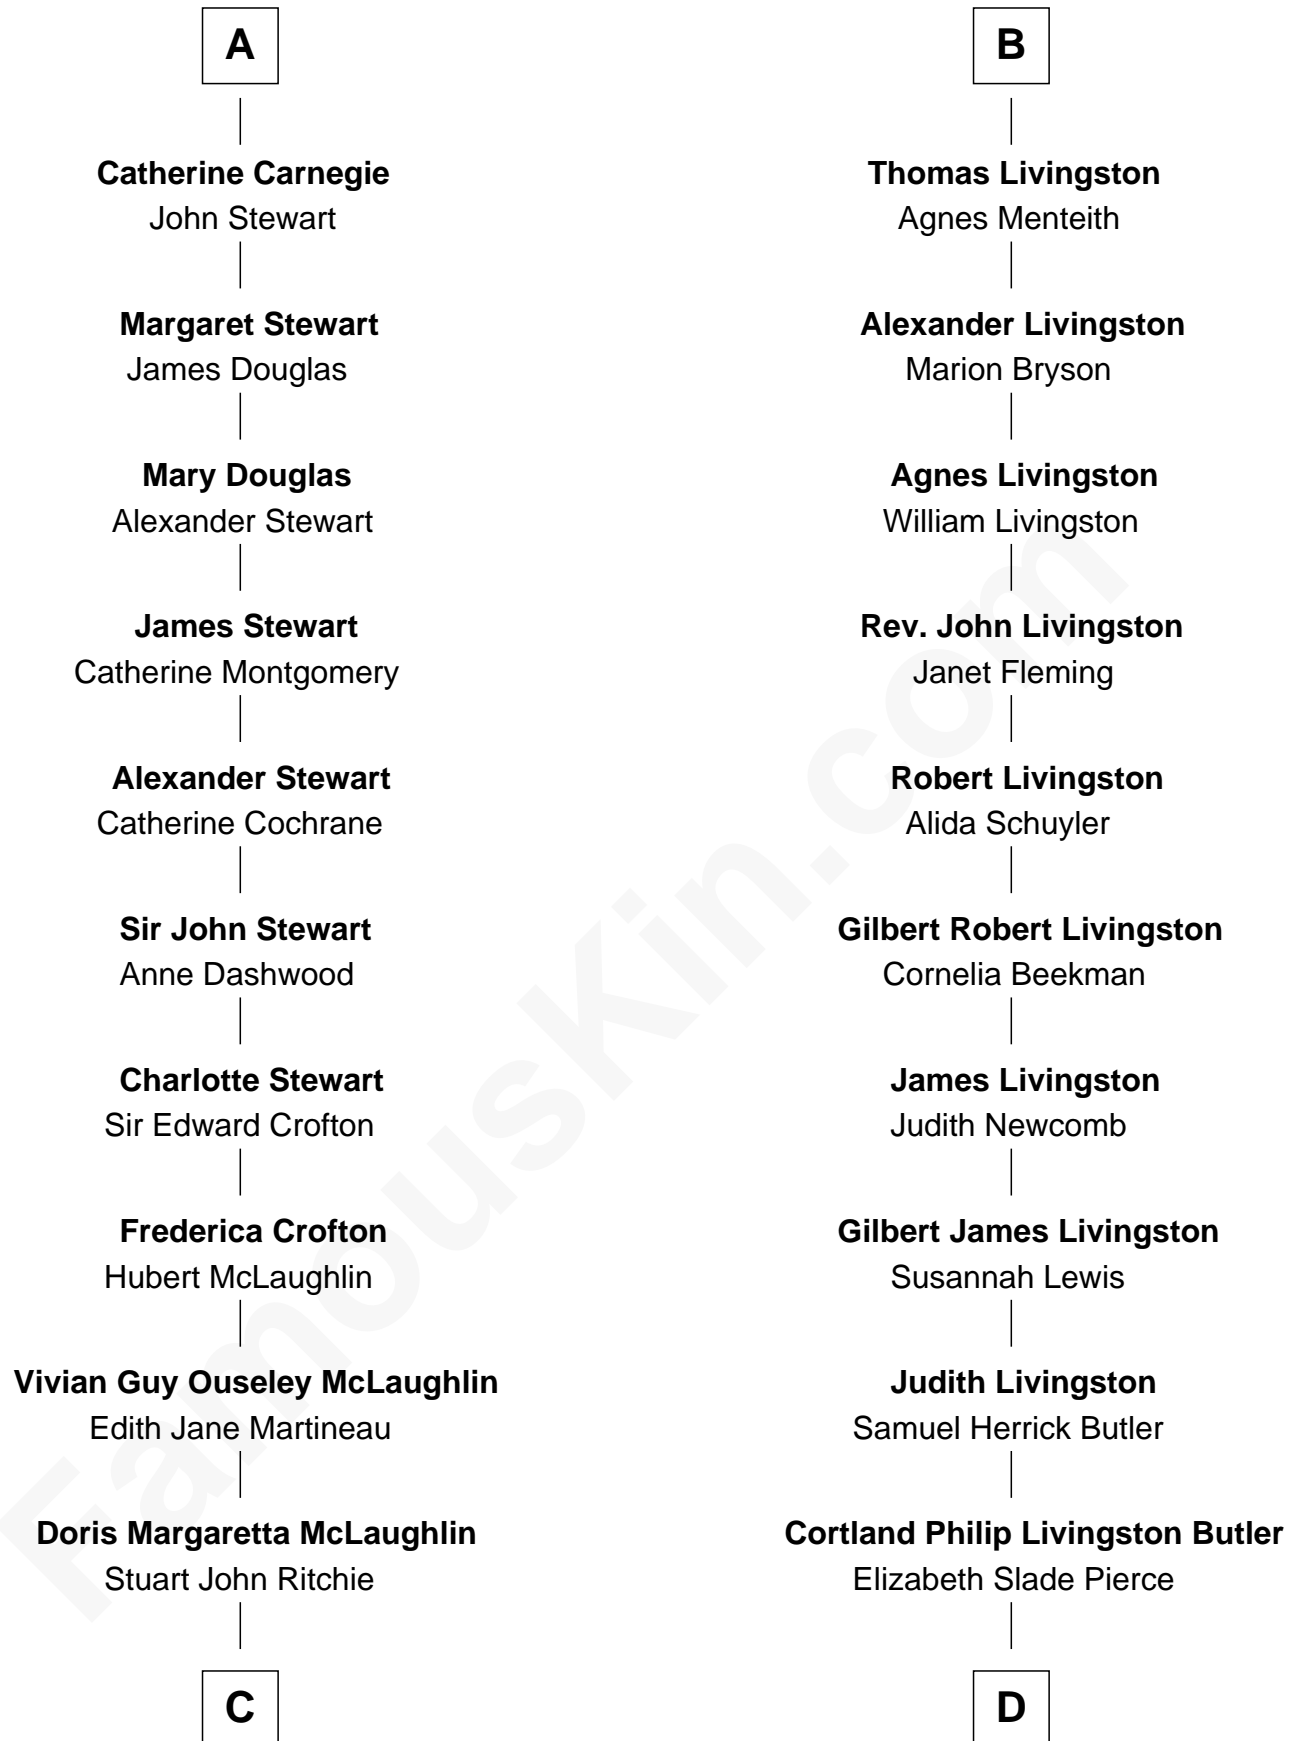 A
Catherine Carnegie
John Stewart
Margaret Stewart
James Douglas
Mary Douglas
Alexander Stewart
James Stewart
Catherine Montgomery
Alexander Stewart
Catherine Cochrane
Sir John Stewart
Anne Dashwood
Charlotte Stewart
Sir Edward Crofton
Frederica Crofton
Hubert McLaughlin
Vivian Guy Ouseley McLaughlin
Edith Jane Martineau
Doris Margaretta McLaughlin
Stuart John Ritchie
C
B
Thomas Livingston
Agnes Menteith
Alexander Livingston
Marion Bryson
Agnes Livingston
William Livingston
Rev. John Livingston
Janet Fleming
Robert Livingston
Alida Schuyler
Gilbert Robert Livingston
Cornelia Beekman
James Livingston
Judith Newcomb
Gilbert James Livingston
Susannah Lewis
Judith Livingston
Samuel Herrick Butler
Cortland Philip Livingston Butler
Elizabeth Slade Pierce
D
FamousKin.com